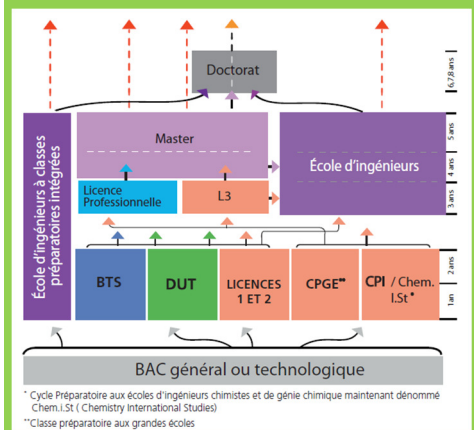 Doctorat
6,7,8 ans
École d'ingénieurs à classes
préparatoires intégrées
Master
École d'ingénieurs
5 ans
4 ans
3 ans
Licence
Professionnelle
L3
BTS
DUT
LICENCES
1 ET 2
CPGE**
CPI / Chem.
I.St *
2 ans
1an
BAC général ou technologique
* Cycle Préparatoire aux écoles d'ingénieurs chimistes et de génie chimique maintenant dénommé
Chem.i.St ( Chemistry International Studies)
**Classe préparatoire aux grandes écoles